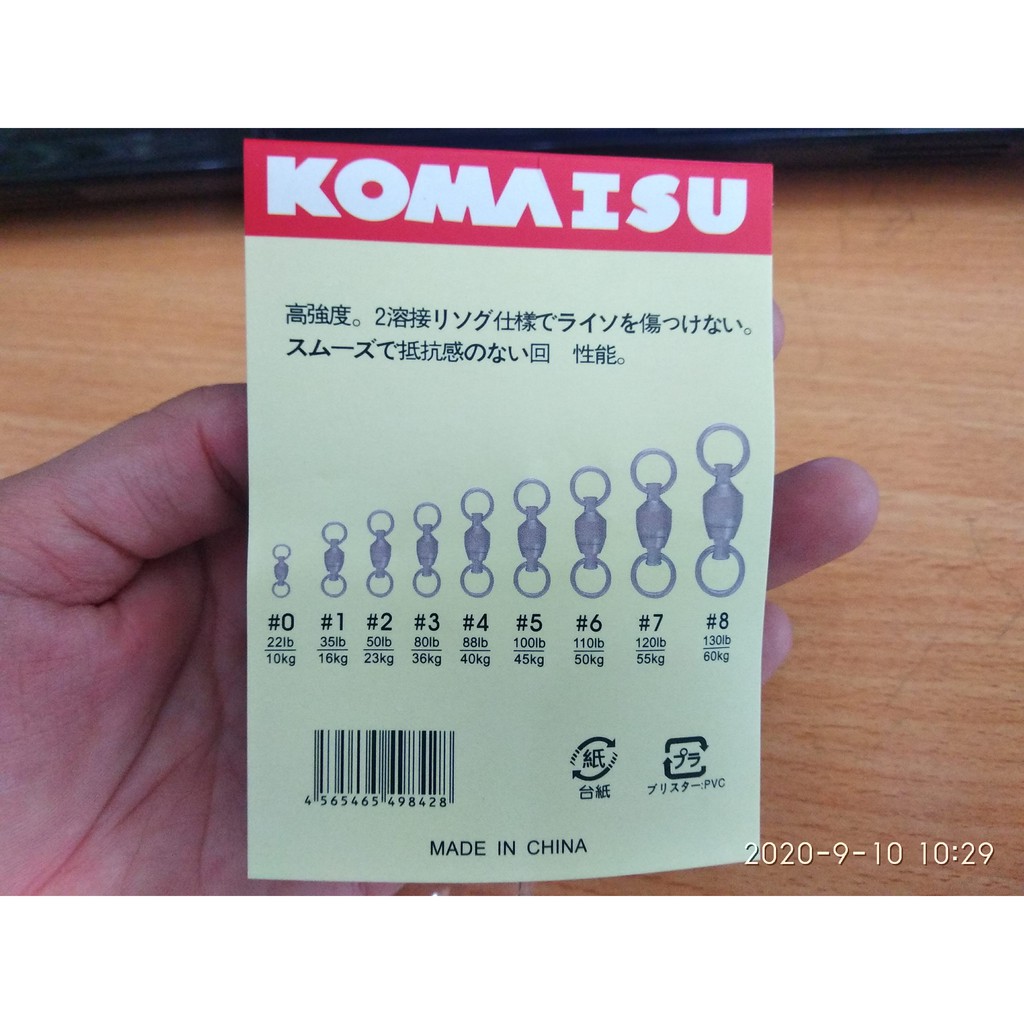 KOMAISU
高強度。2溶接リソグ仕様でライソを傷つけない。
スムーズで抵抗感のない回　性能。
#0 #1 #2 #3 #4 #5 #6 #7 #8
22lb 35lb 50lb 80lb 88lb 100lb 110lb 120lb 130lb
10kg 16kg 23kg 36kg 40kg 45kg 50kg 55kg 60kg
紙 プラ
台紙 ブリスター:PVC
4 565465 498428
MADE IN CHINA
2020-9-10 10:29